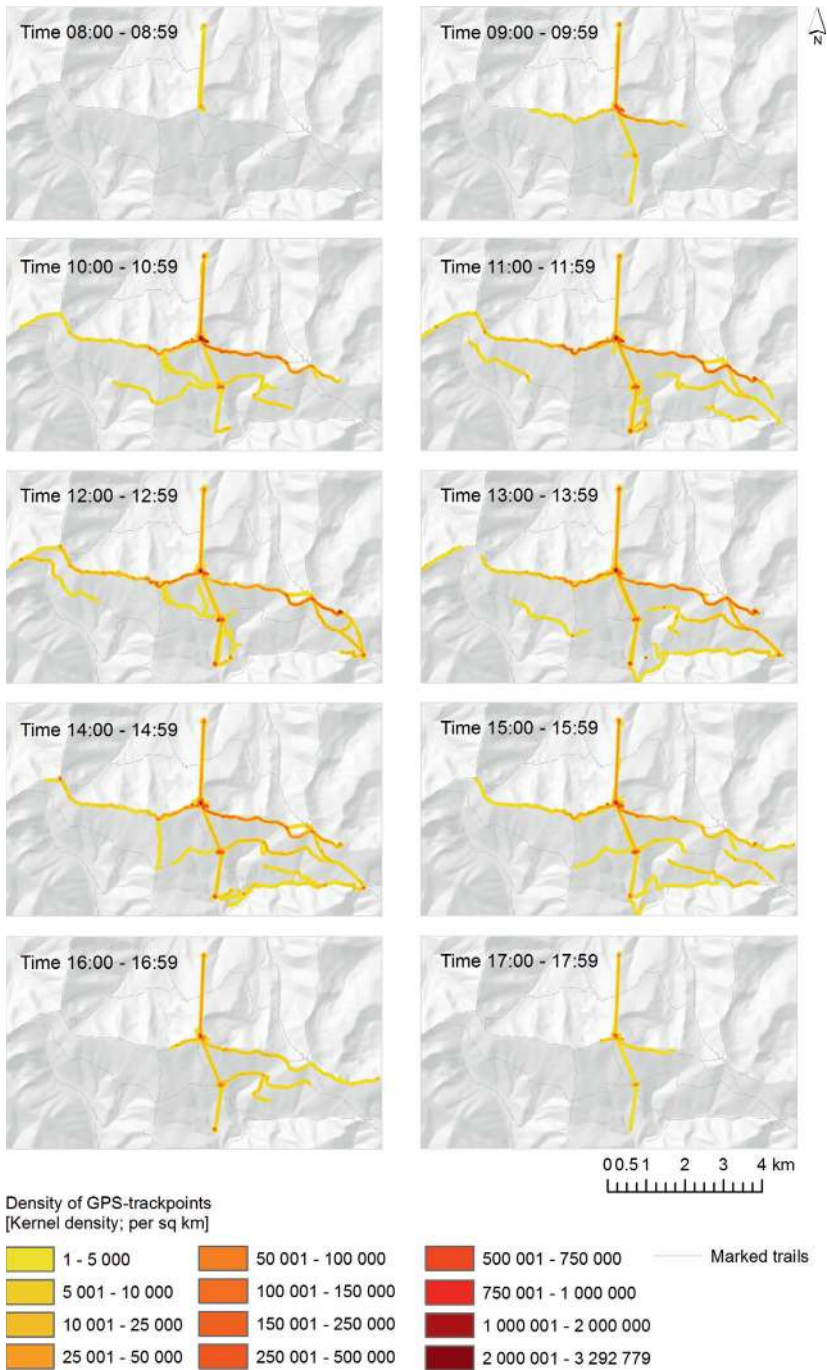 Time 08:00 - 08:59
Time 09:00 - 09:59
N
Time 10:00 - 10:59
Time 11:00 - 11:59
Time 12:00 - 12:59
Time 13:00 - 13:59
Time 14:00 - 14:59
Time 15:00 - 15:59
Time 16:00 - 16:59
Time 17:00 - 17:59
0 0.5 1 2 3 4 km
Density of GPS-trackpoints
[Kernel density; per sq km]
1 - 5 000
5 001 - 10 000
10 001 - 25 000
25 001 - 50 000
50 001 - 100 000
100 001 - 150 000
150 001 - 250 000
250 001 - 500 000
500 001 - 750 000
750 001 - 1 000 000
1 000 001 - 2 000 000
2 000 001 - 3 292 779
Marked trails